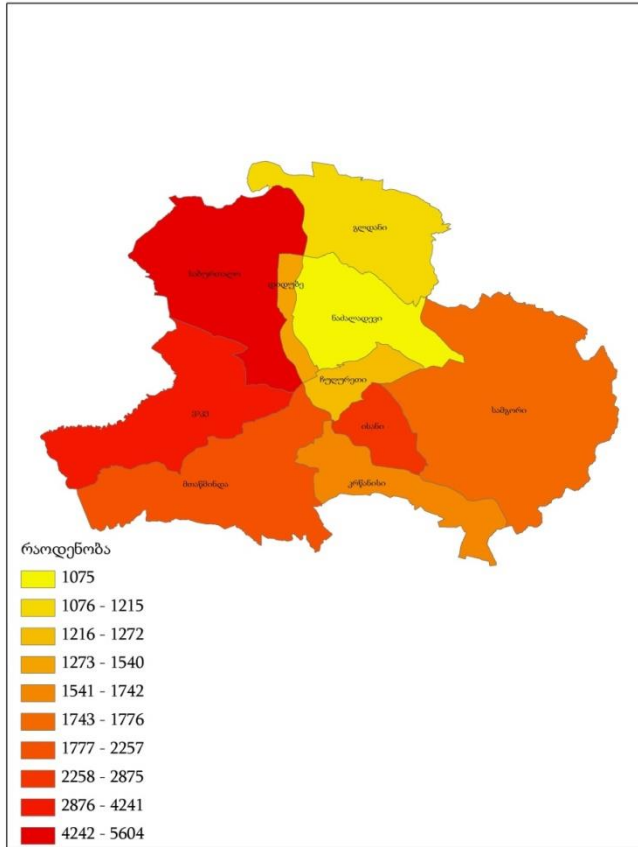 გლდანი
საბურთალო
დიდუბე
ნაძალადევი
ჩუღურეთი
სამგორი
ვაკე
ისანი
მთაწმინდა
კრწანისი
რაოდენობა
1075
1076 - 1215
1216 - 1272
1273 - 1540
1541 - 1742
1743 - 1776
1777 - 2257
2258 - 2875
2876 - 4241
4242 - 5604